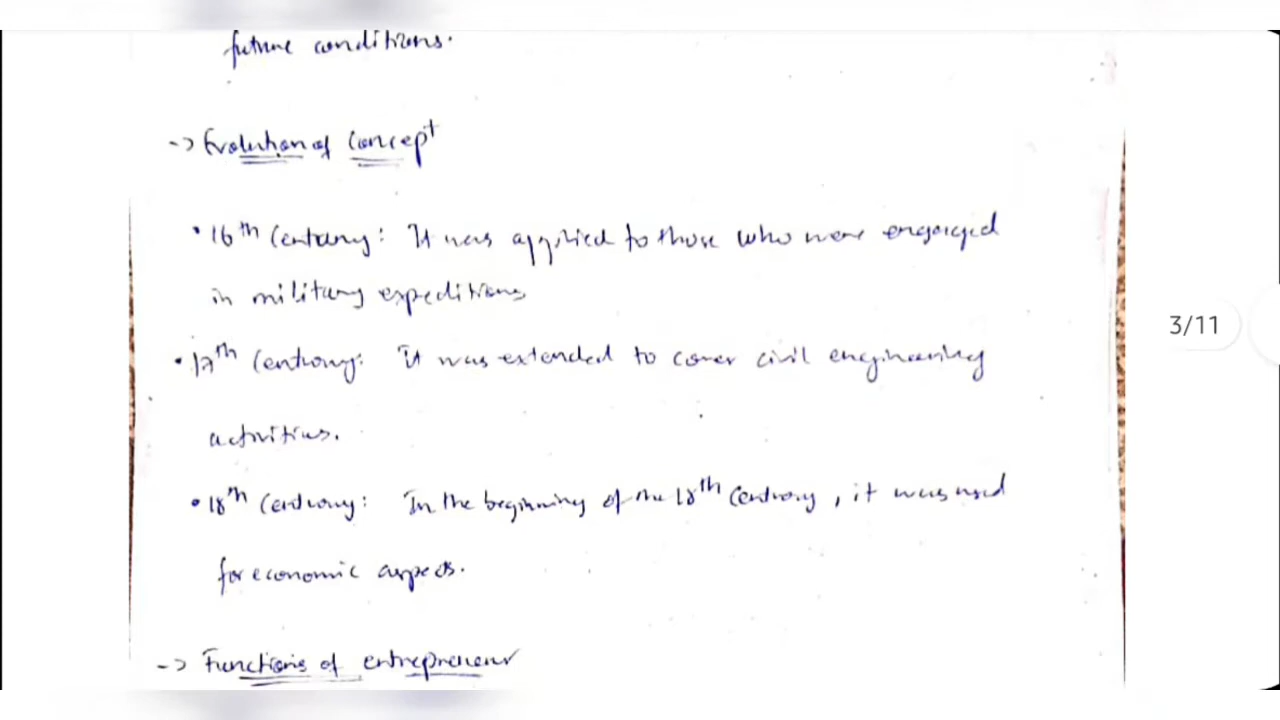 future conditions.
-> Evolution of concept
• 16th Century: It was applied to those who were engaged
in military expeditions
• 17th Century: It was extended to cover civil engineering
3/11
activities.
• 18th Century: In the beginning of the 18th Century, it was used
for economic aspects.
-> Functions of entrepreneur